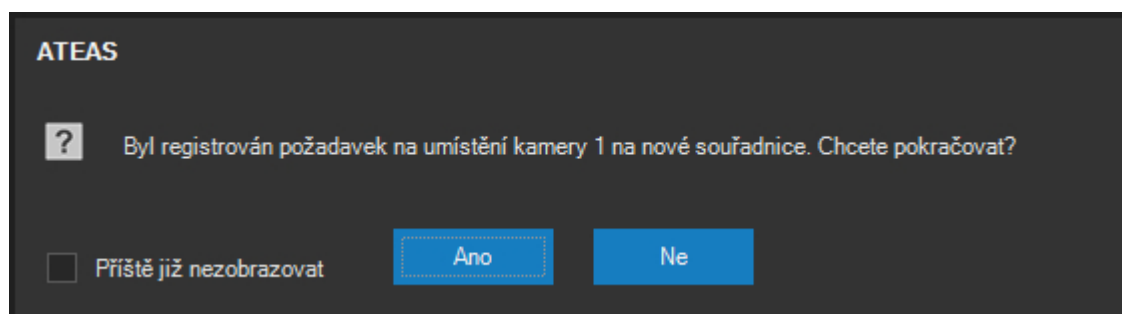 ATEAS
? Byl registrován požadavek na umístění kamery 1 na nové souřadnice. Chcete pokračovat?
Příště již nezobrazovat
Ano
Ne